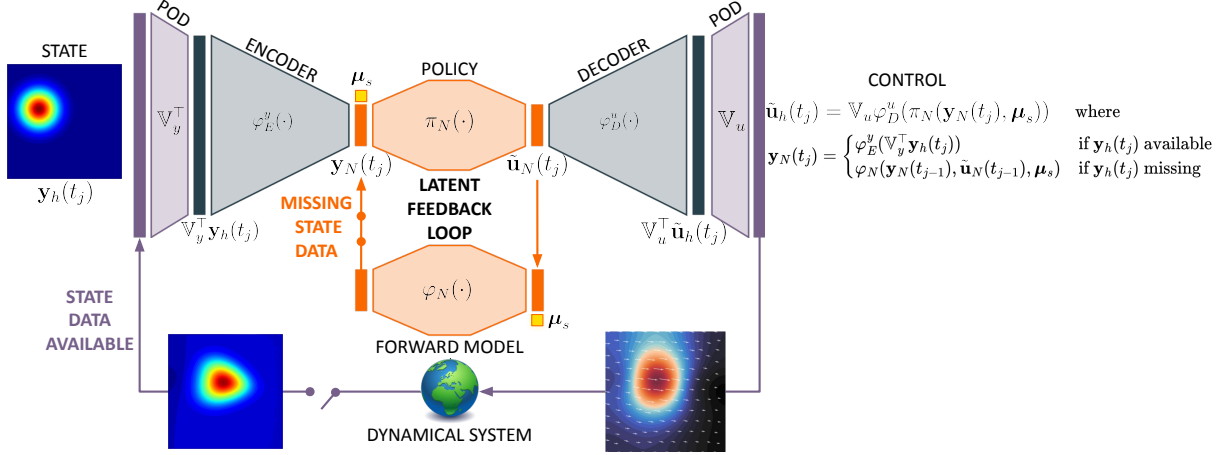 POD
STATE
ENCODER
POLICY
DECODER
POD
CONTROL
𝕍_y^⊤
φ_E^y(·)
μ_s
π_N(·)
φ_D^u(·)
𝕍_u
ũ_h(t_j) = 𝕍_u φ_D^u(π_N(y_N(t_j), μ_s)) where
y_N(t_j) = { φ_E^y(𝕍_y^⊤ y_h(t_j)) if y_h(t_j) available
φ_N(y_N(t_{j−1}), ũ_N(t_{j−1}), μ_s) if y_h(t_j) missing
y_h(t_j)
𝕍_y^⊤ y_h(t_j)
y_N(t_j)
ũ_N(t_j)
𝕍_u^⊤ ũ_h(t_j)
LATENT
FEEDBACK
LOOP
MISSING
STATE
DATA
φ_N(·)
μ_s
STATE
DATA
AVAILABLE
FORWARD MODEL
DYNAMICAL SYSTEM